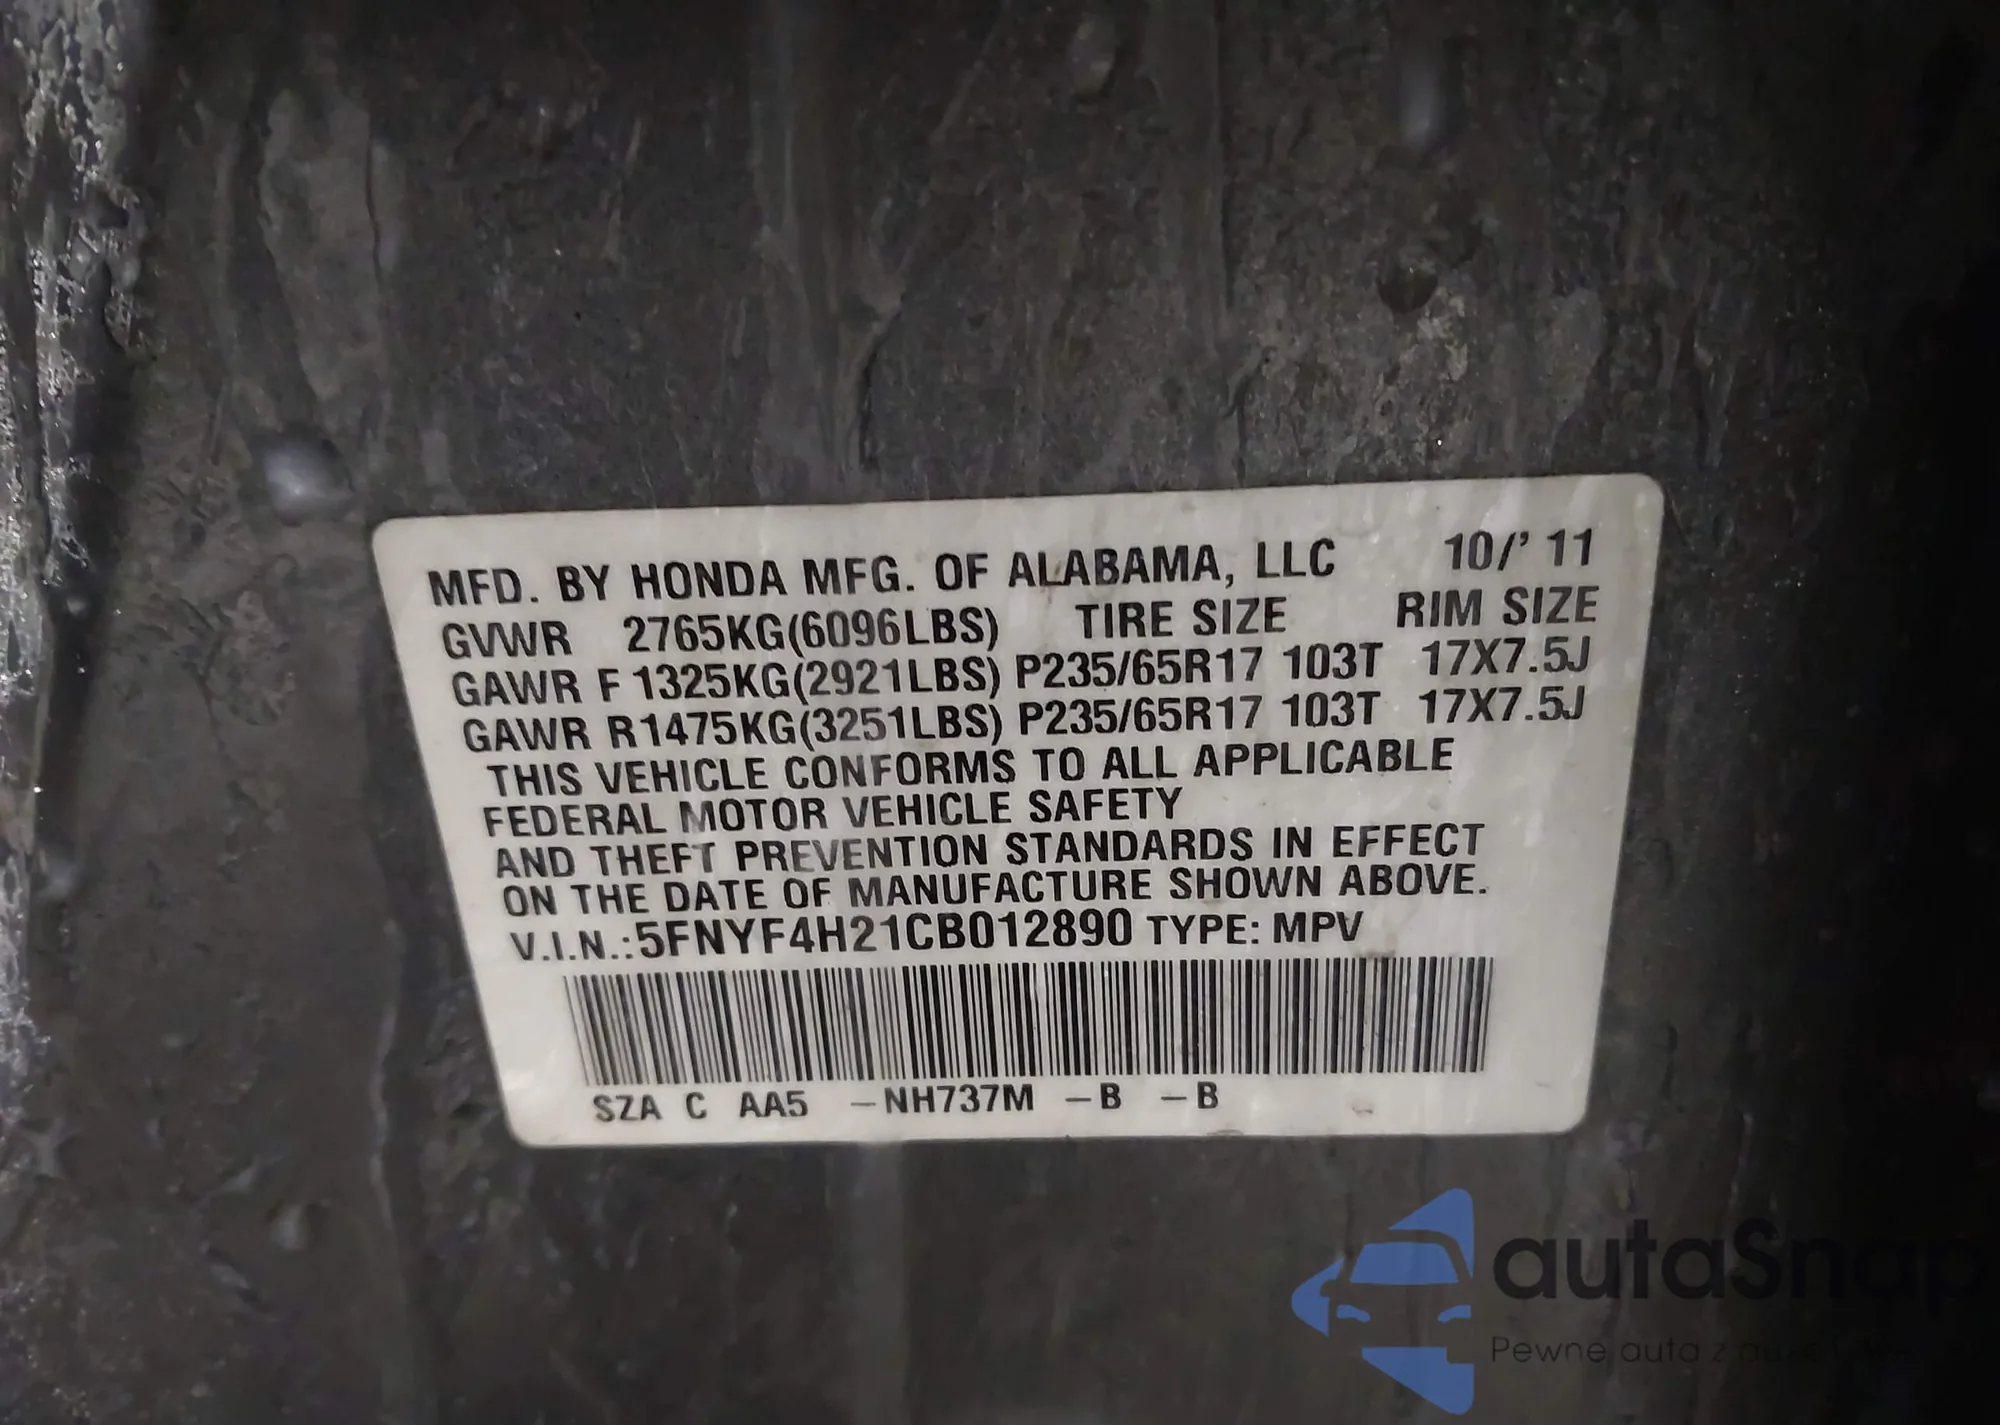 MFD. BY HONDA MFG. OF ALABAMA, LLC 10/' 11
GVWR 2765KG(6096LBS) TIRE SIZE RIM SIZE
GAWR F 1325KG(2921LBS) P235/65R17 103T 17X7.5J
GAWR R1475KG(3251LBS) P235/65R17 103T 17X7.5J
THIS VEHICLE CONFORMS TO ALL APPLICABLE
FEDERAL MOTOR VEHICLE SAFETY
AND THEFT PREVENTION STANDARDS IN EFFECT
ON THE DATE OF MANUFACTURE SHOWN ABOVE.
V.I.N.:5FNYF4H21CB012890 TYPE: MPV
SZA C AA5 –NH737M –B –B
autaSnap
Pewne auta z